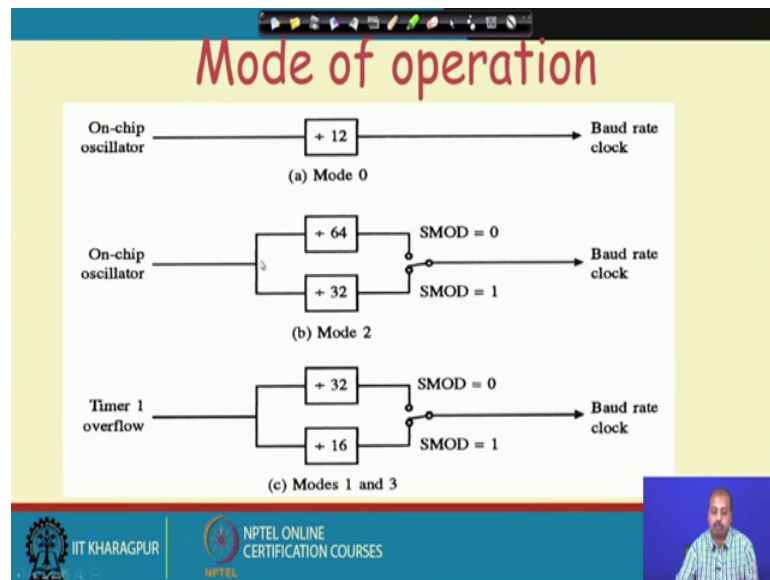 Mode of operation
On-chip
oscillator
÷ 12
Baud rate
clock
(a) Mode 0
On-chip
oscillator
÷ 64
SMOD = 0
÷ 32
SMOD = 1
Baud rate
clock
(b) Mode 2
Timer 1
overflow
÷ 32
SMOD = 0
÷ 16
SMOD = 1
Baud rate
clock
(c) Modes 1 and 3
IIT KHARAGPUR
NPTEL
NPTEL ONLINE
CERTIFICATION COURSES